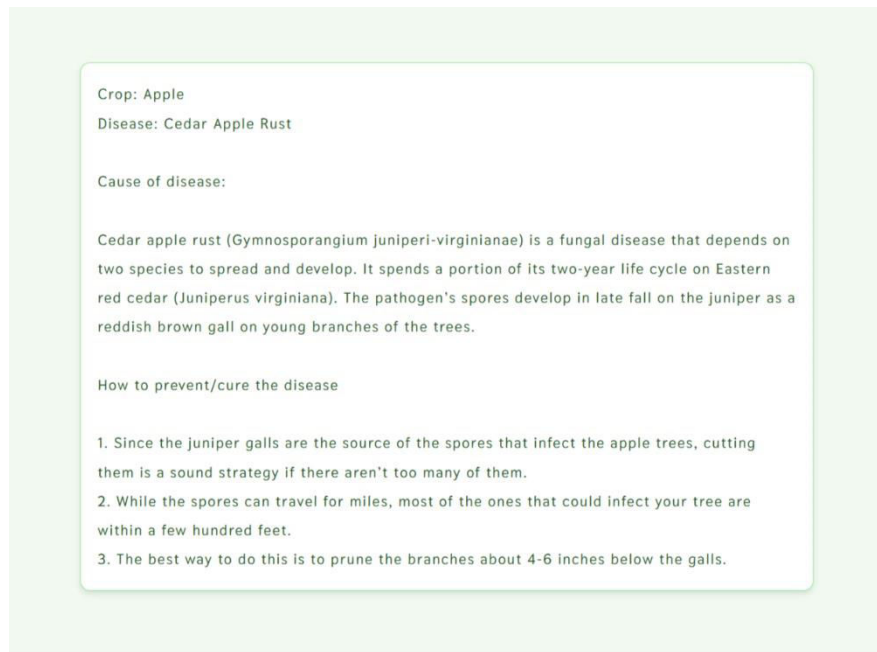 Crop: Apple
Disease: Cedar Apple Rust
Cause of disease:
Cedar apple rust (Gymnosporangium juniperi-virginianae) is a fungal disease that depends on
two species to spread and develop. It spends a portion of its two-year life cycle on Eastern
red cedar (Juniperus virginiana). The pathogen's spores develop in late fall on the juniper as a
reddish brown gall on young branches of the trees.
How to prevent/cure the disease
1. Since the juniper galls are the source of the spores that infect the apple trees, cutting
them is a sound strategy if there aren't too many of them.
2. While the spores can travel for miles, most of the ones that could infect your tree are
within a few hundred feet.
3. The best way to do this is to prune the branches about 4-6 inches below the galls.